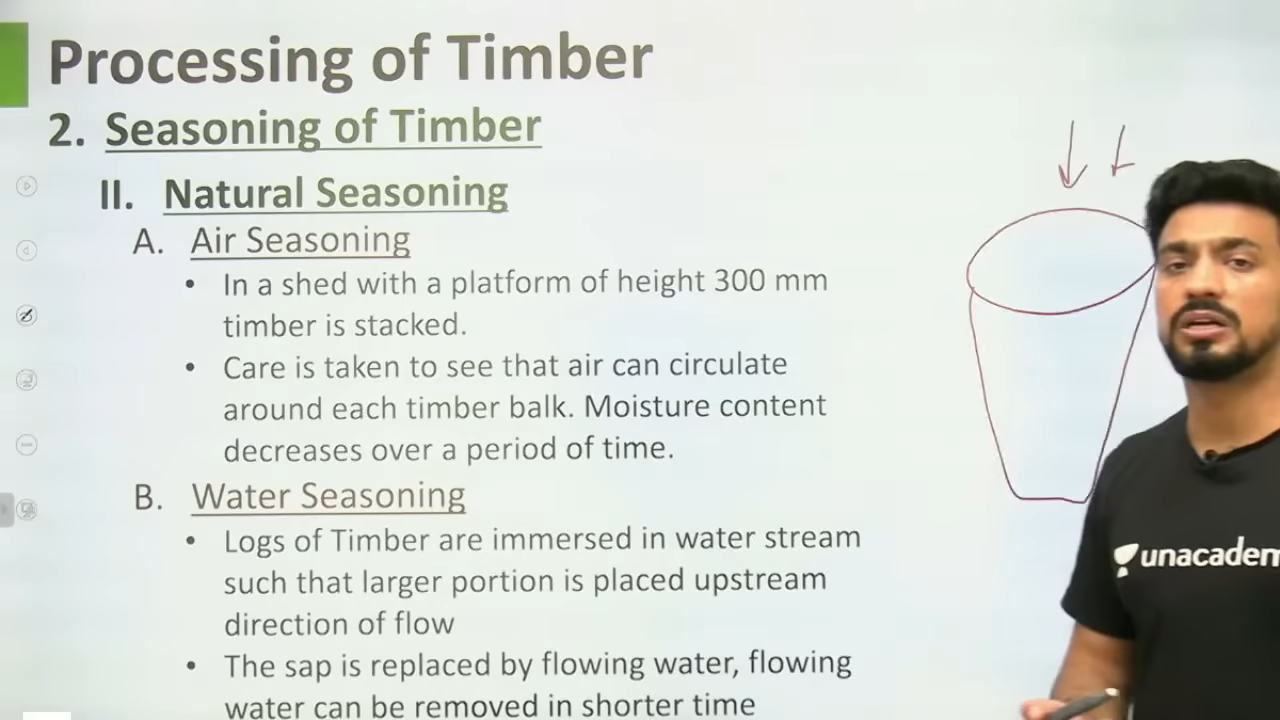 Processing of Timber
2. Seasoning of Timber
II. Natural Seasoning
A. Air Seasoning
• In a shed with a platform of height 300 mm
timber is stacked.
• Care is taken to see that air can circulate
around each timber balk. Moisture content
decreases over a period of time.
B. Water Seasoning
• Logs of Timber are immersed in water stream
such that larger portion is placed upstream
direction of flow
• The sap is replaced by flowing water, flowing
water can be removed in shorter time
unacadem